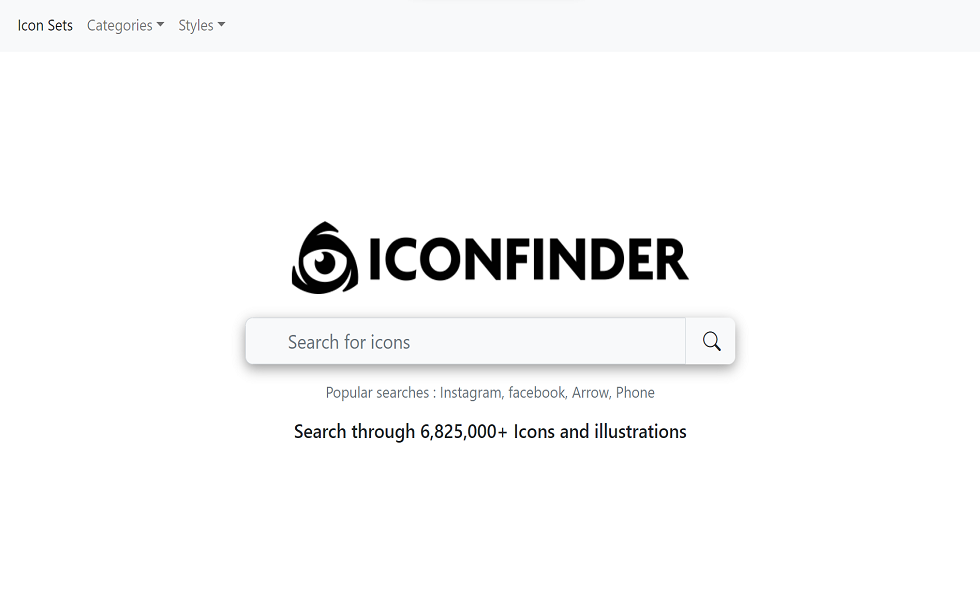 Icon Sets Categories Styles
ICONFINDER
Search for icons
Popular searches : Instagram, facebook, Arrow, Phone
Search through 6,825,000+ Icons and illustrations